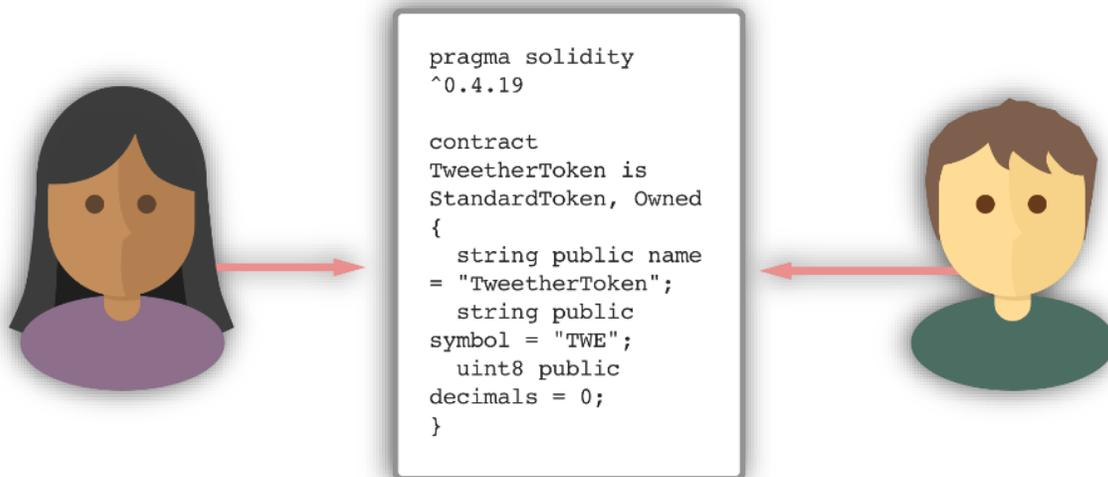 pragma solidity
^0.4.19
contract
TweetherToken is
StandardToken, Owned
{
string public name
= "TweetherToken";
string public
symbol = "TWE";
uint8 public
decimals = 0;
}